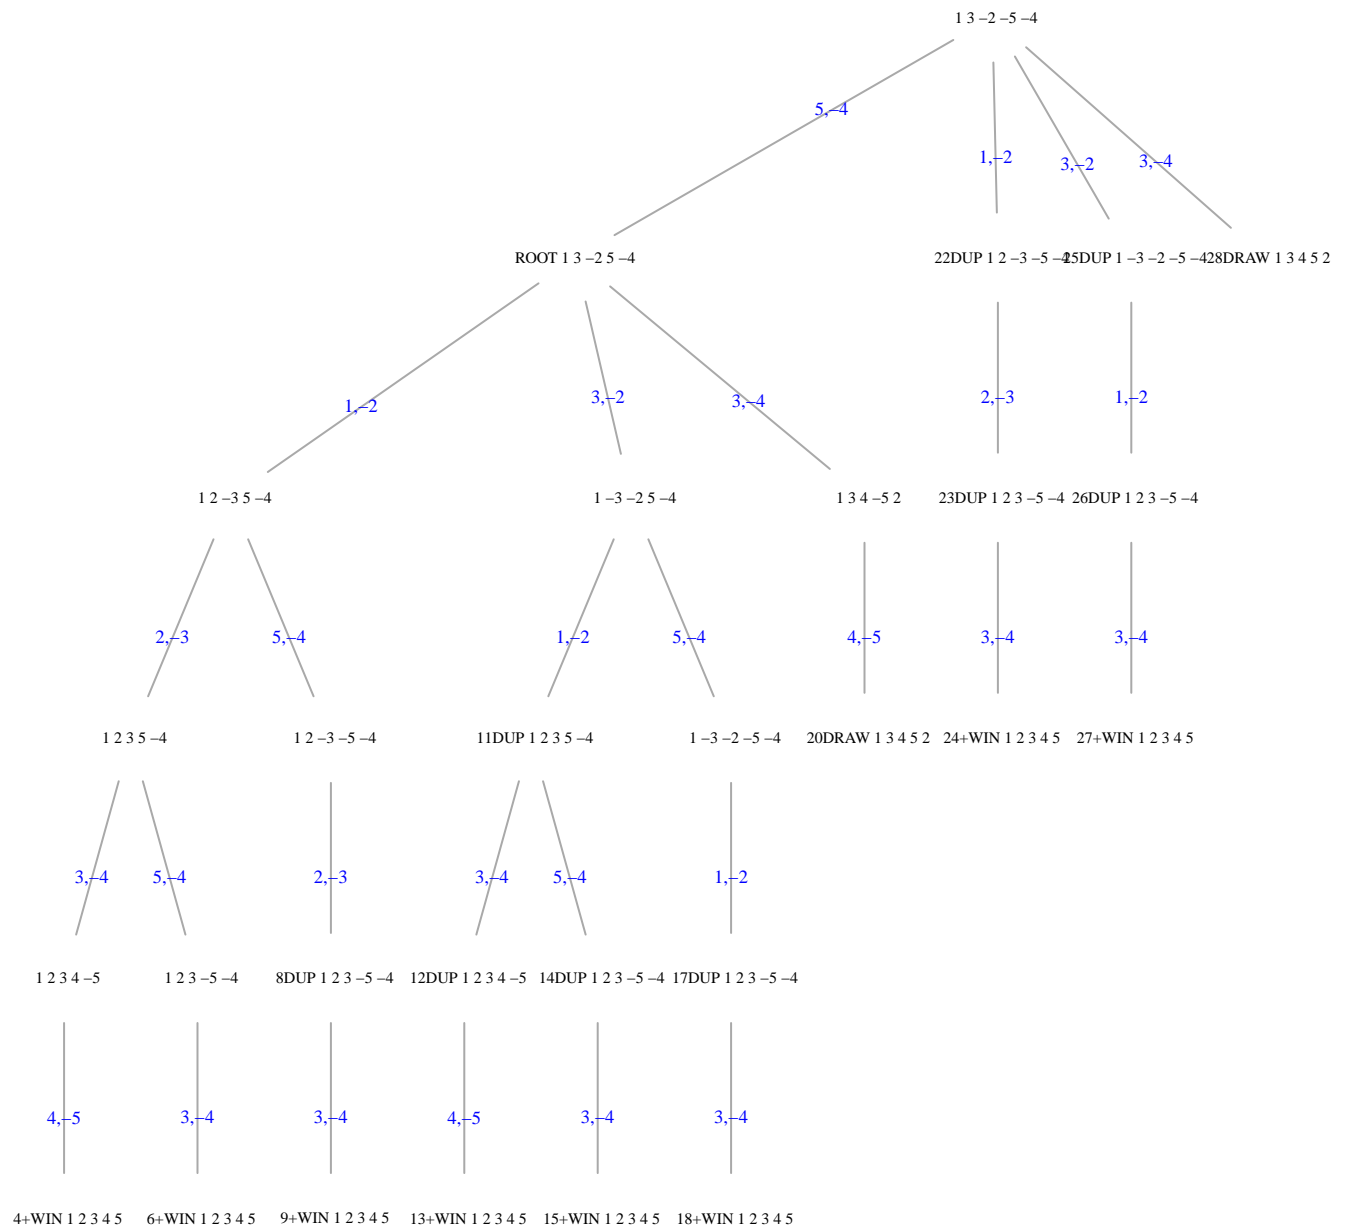 1 3 –2 –5 –4
5,–4
1,–2
3,–2
3,–4
ROOT 1 3 –2 5 –4
22DUP 1 2 –3 –5 –4
25DUP 1 –3 –2 –5 –4
28DRAW 1 3 4 5 2
1,–2
3,–2
3,–4
2,–3
1,–2
1 2 –3 5 –4
1 –3 –2 5 –4
1 3 4 –5 2
23DUP 1 2 3 –5 –4
26DUP 1 2 3 –5 –4
2,–3
5,–4
1,–2
5,–4
4,–5
3,–4
3,–4
1 2 3 5 –4
1 2 –3 –5 –4
11DUP 1 2 3 5 –4
1 –3 –2 –5 –4
20DRAW 1 3 4 5 2
24+WIN 1 2 3 4 5
27+WIN 1 2 3 4 5
3,–4
5,–4
2,–3
3,–4
5,–4
1,–2
1 2 3 4 –5
1 2 3 –5 –4
8DUP 1 2 3 –5 –4
12DUP 1 2 3 4 –5
14DUP 1 2 3 –5 –4
17DUP 1 2 3 –5 –4
4,–5
3,–4
3,–4
4,–5
3,–4
3,–4
4+WIN 1 2 3 4 5
6+WIN 1 2 3 4 5
9+WIN 1 2 3 4 5
13+WIN 1 2 3 4 5
15+WIN 1 2 3 4 5
18+WIN 1 2 3 4 5